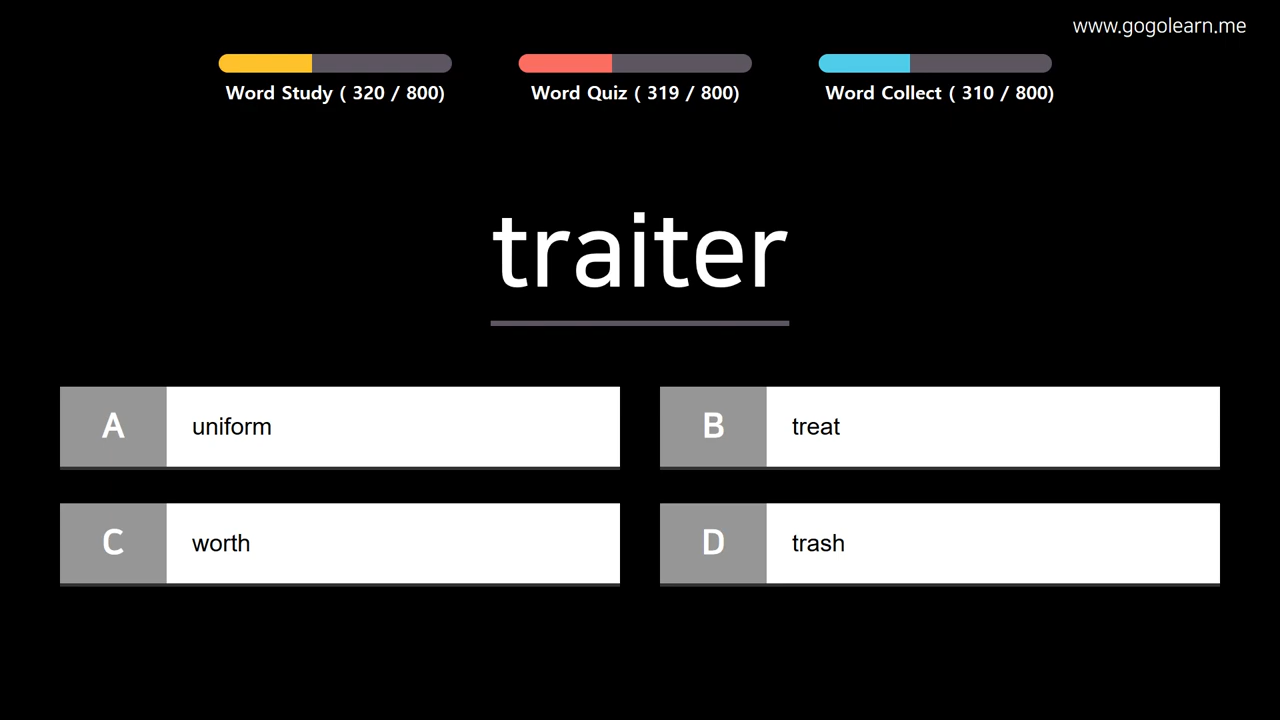 www.gogolearn.me
Word Study ( 320 / 800)
Word Quiz ( 319 / 800)
Word Collect ( 310 / 800)
traiter
A uniform
B treat
C worth
D trash